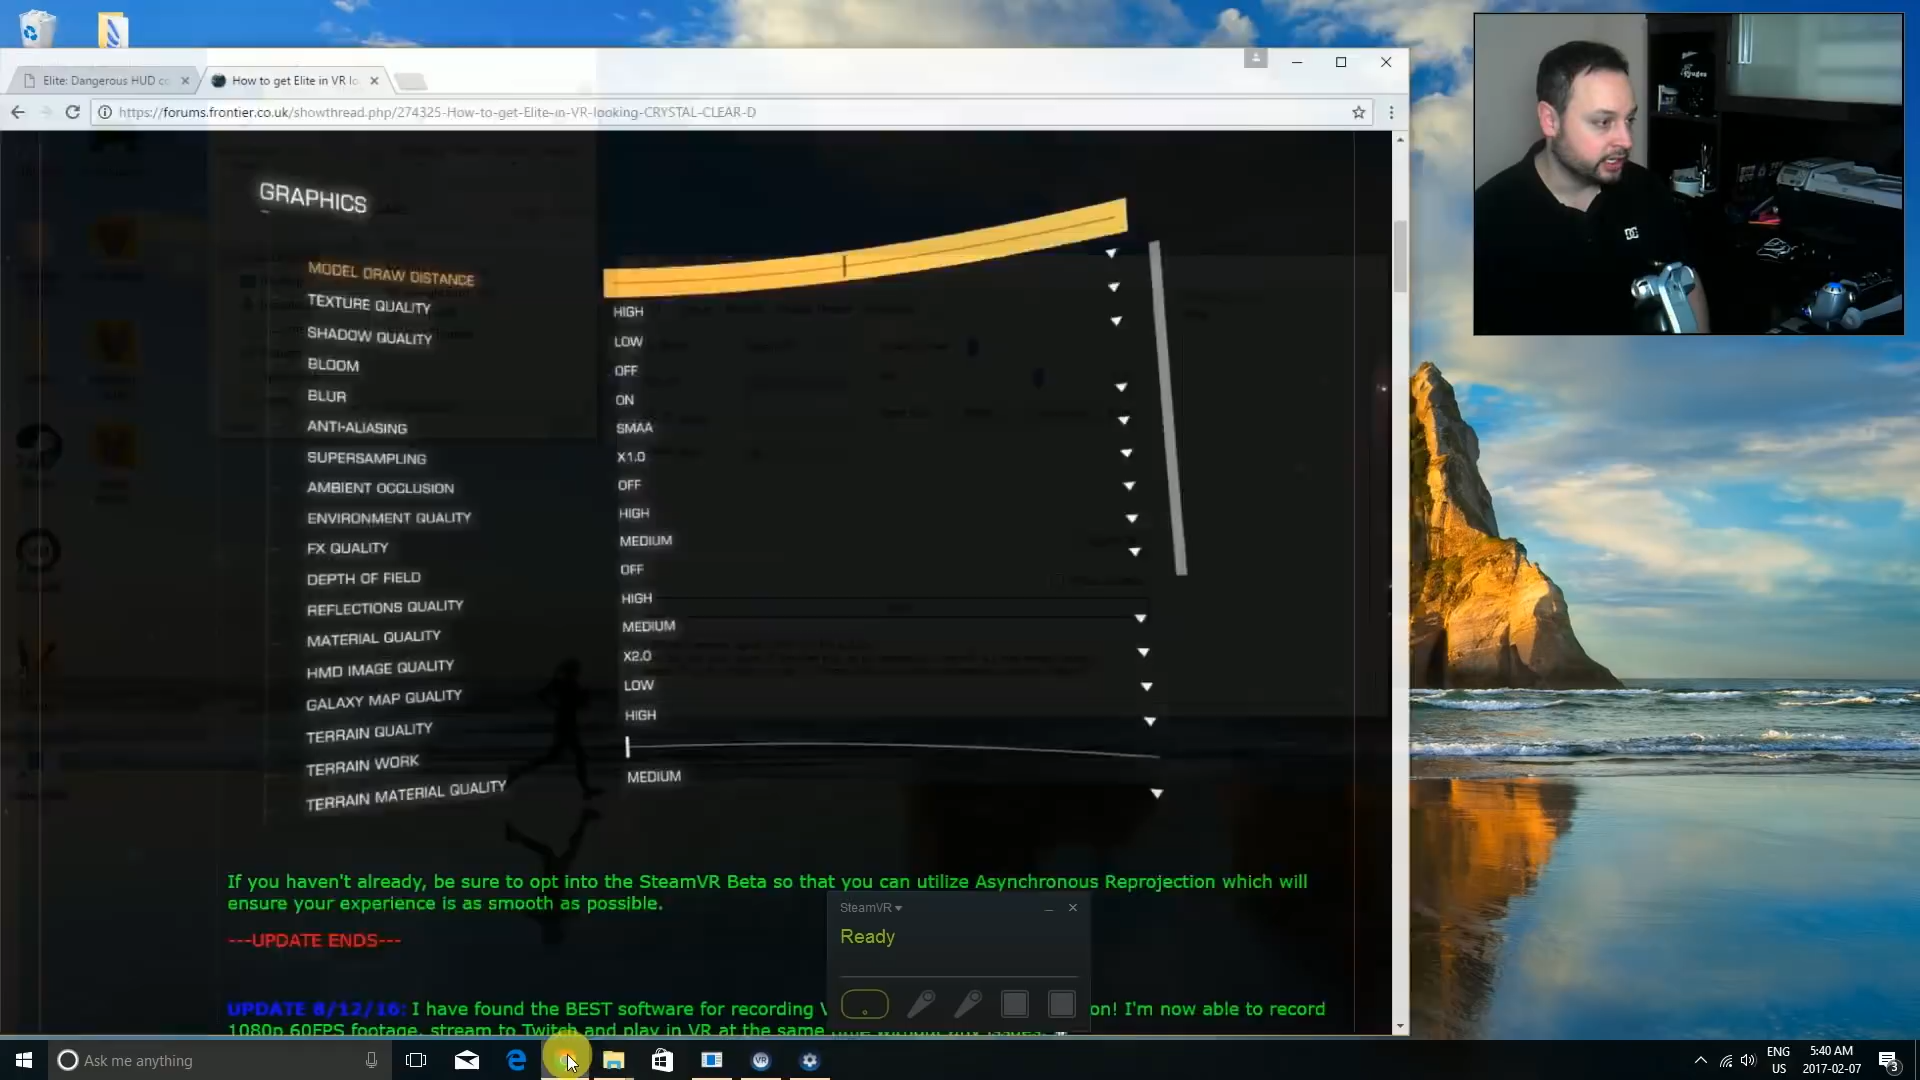 Elite: Dangerous HUD co
How to get Elite in VR lo
https://forums.frontier.co.uk/showthread.php/274325-How-to-get-Elite-in-VR-looking-CRYSTAL-CLEAR-D
GRAPHICS
MODEL DRAW DISTANCE
TEXTURE QUALITY HIGH
SHADOW QUALITY LOW
BLOOM OFF
BLUR ON
ANTI-ALIASING SMAA
SUPERSAMPLING X1.0
AMBIENT OCCLUSION OFF
ENVIRONMENT QUALITY HIGH
FX QUALITY MEDIUM
DEPTH OF FIELD OFF
REFLECTIONS QUALITY HIGH
MATERIAL QUALITY MEDIUM
HMD IMAGE QUALITY X2.0
GALAXY MAP QUALITY LOW
TERRAIN QUALITY HIGH
TERRAIN WORK
TERRAIN MATERIAL QUALITY MEDIUM
If you haven't already, be sure to opt into the SteamVR Beta so that you can utilize Asynchronous Reprojection which will
ensure your experience is as smooth as possible.
---UPDATE ENDS---
SteamVR
Ready
UPDATE 8/12/16: I have found the BEST software for recording V on! I'm now able to record
1080p 60FPS footage, stream to Twitch and play in VR at the same time without any issues.
Ask me anything
VR
ENG
US
5:40 AM
2017-02-07
3